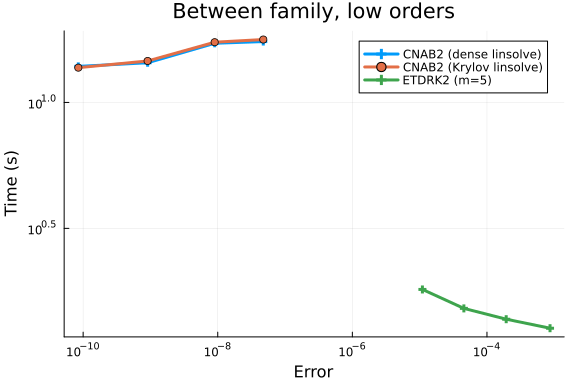 Between family, low orders
CNAB2 (dense linsolve)
CNAB2 (Krylov linsolve)
ETDRK2 (m=5)
10^1.0
10^0.5
Time (s)
10^-10
10^-8
10^-6
10^-4
Error